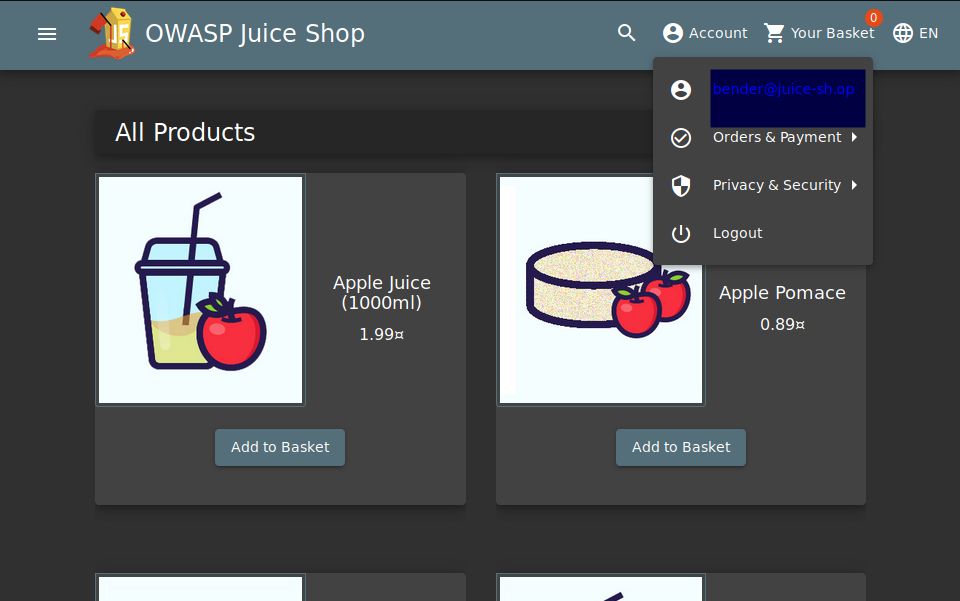 OWASP Juice Shop
Account
Your Basket
0
EN
bender@juice-sh.op
Orders & Payment
Privacy & Security
Logout
All Products
Apple Juice
(1000ml)
1.99¤
Add to Basket
Apple Pomace
0.89¤
Add to Basket